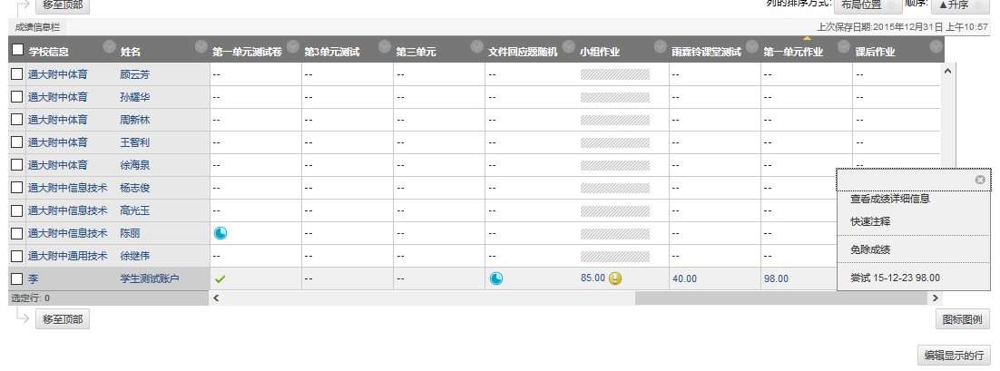 移至顶部 列的排序方式: 布局位置 顺序: ▲升序
成绩信息栏 上次保存日期:2015年12月31日 上午10:57
学校信息 姓名 第一单元测试卷 第3单元测试 第三单元 文件回应题随机 小组作业 雨霖铃课堂测试 第一单元作业 课后作业
通大附中体育 顾云芳 -- -- -- -- -- -- --
通大附中体育 孙耀华 -- -- -- -- -- -- --
通大附中体育 周新林 -- -- -- -- -- -- --
通大附中体育 王智利 -- -- -- -- -- -- --
通大附中体育 徐海泉 -- -- -- -- -- -- --
通大附中信息技术 杨志俊 -- -- -- -- -- --
查看成绩详细信息
通大附中信息技术 高光玉 -- -- -- -- -- --
快速注释
通大附中信息技术 陈丽 -- -- -- -- --
免除成绩
通大附中通用技术 徐继伟 -- -- -- -- -- --
李 学生测试账户 -- -- 85.00 40.00 98.00
尝试 15-12-23 98.00
选定行: 0
移至顶部 图标图例
编辑显示的行